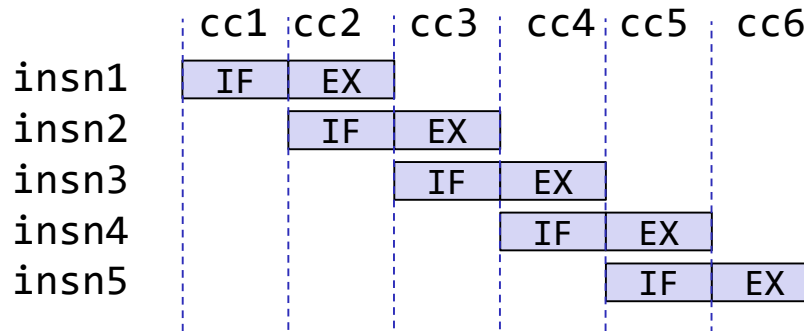 cc1 cc2 cc3 cc4 cc5 cc6
insn1 IF EX
insn2 IF EX
insn3 IF EX
insn4 IF EX
insn5 IF EX